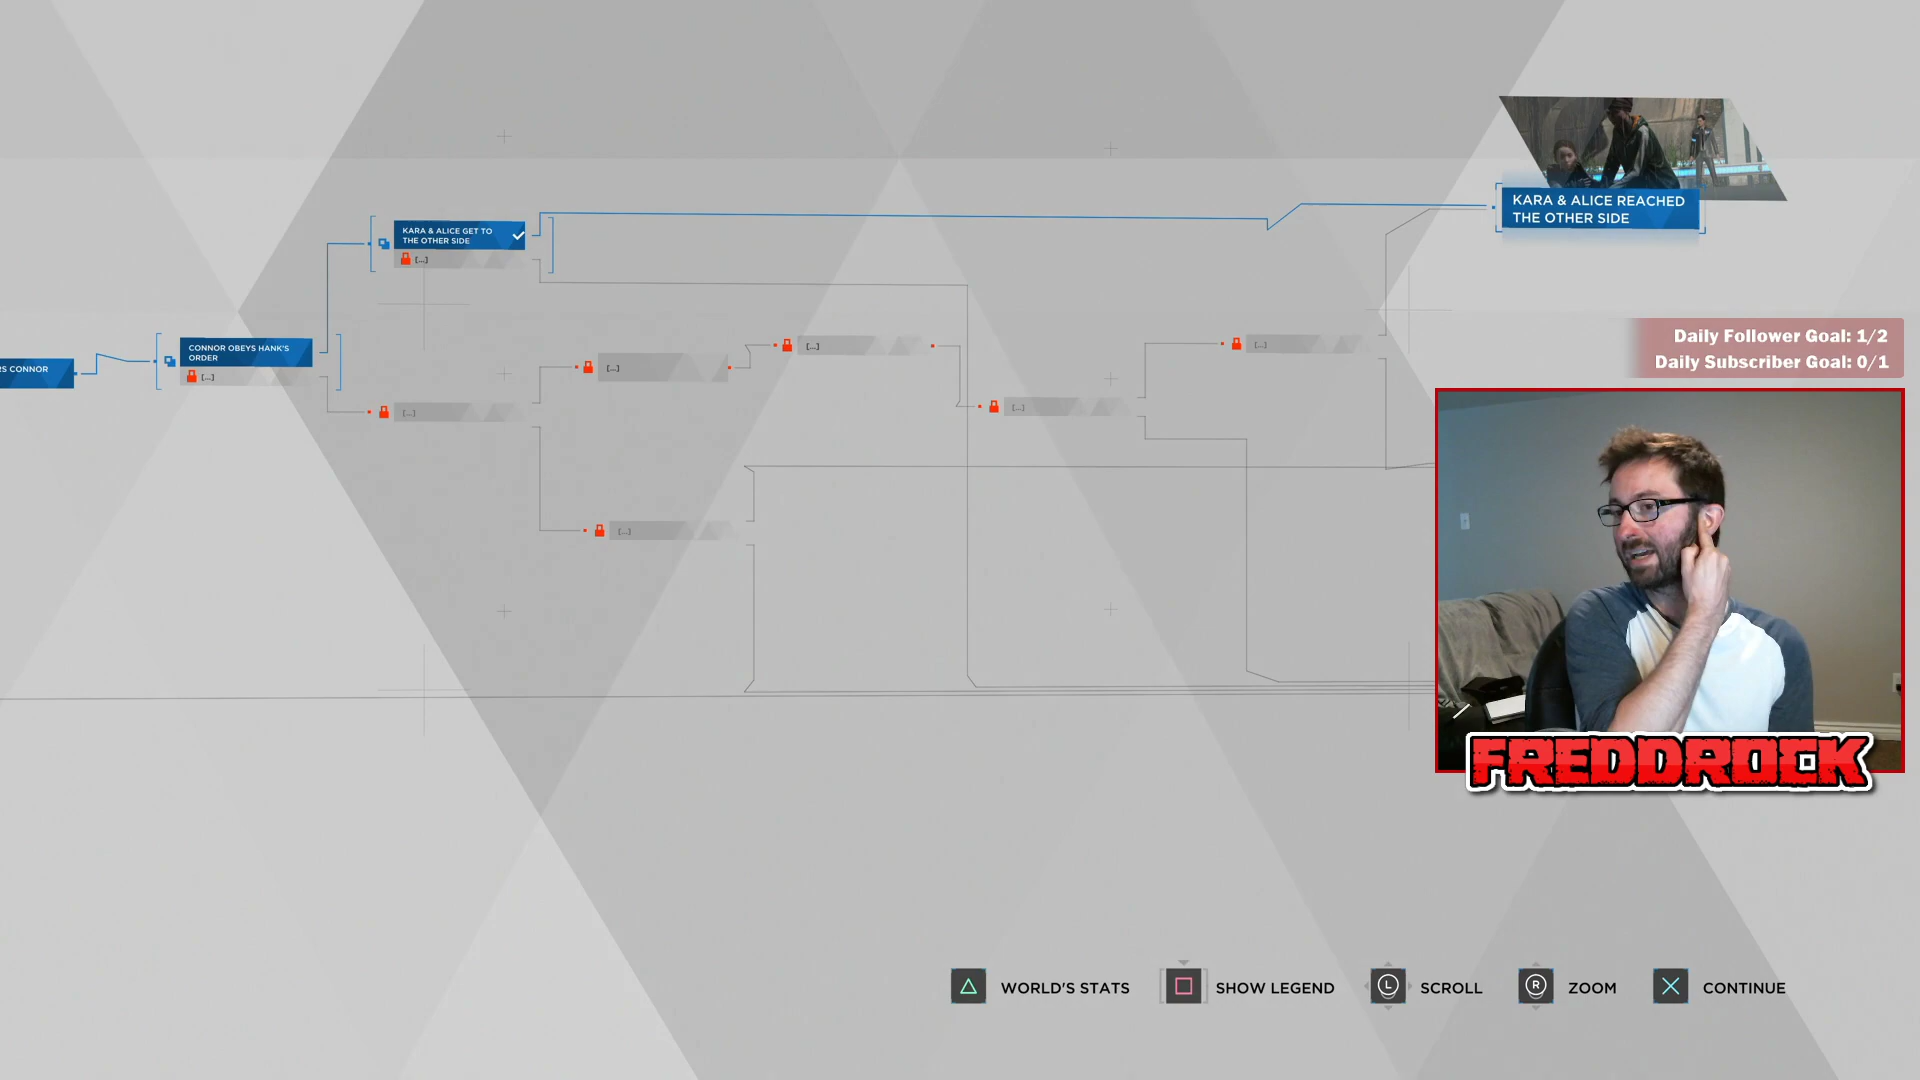 KARA & ALICE REACHED
THE OTHER SIDE
KARA & ALICE GET TO
THE OTHER SIDE
[...]
Daily Follower Goal: 1/2
Daily Subscriber Goal: 0/1
CONNOR OBEYS HANK'S
ORDER
[...]
CONNOR
[...]
[...]
[...]
[...]
[...]
[...]
FREDDROCK
WORLD'S STATS
SHOW LEGEND
L
SCROLL
R
ZOOM
CONTINUE